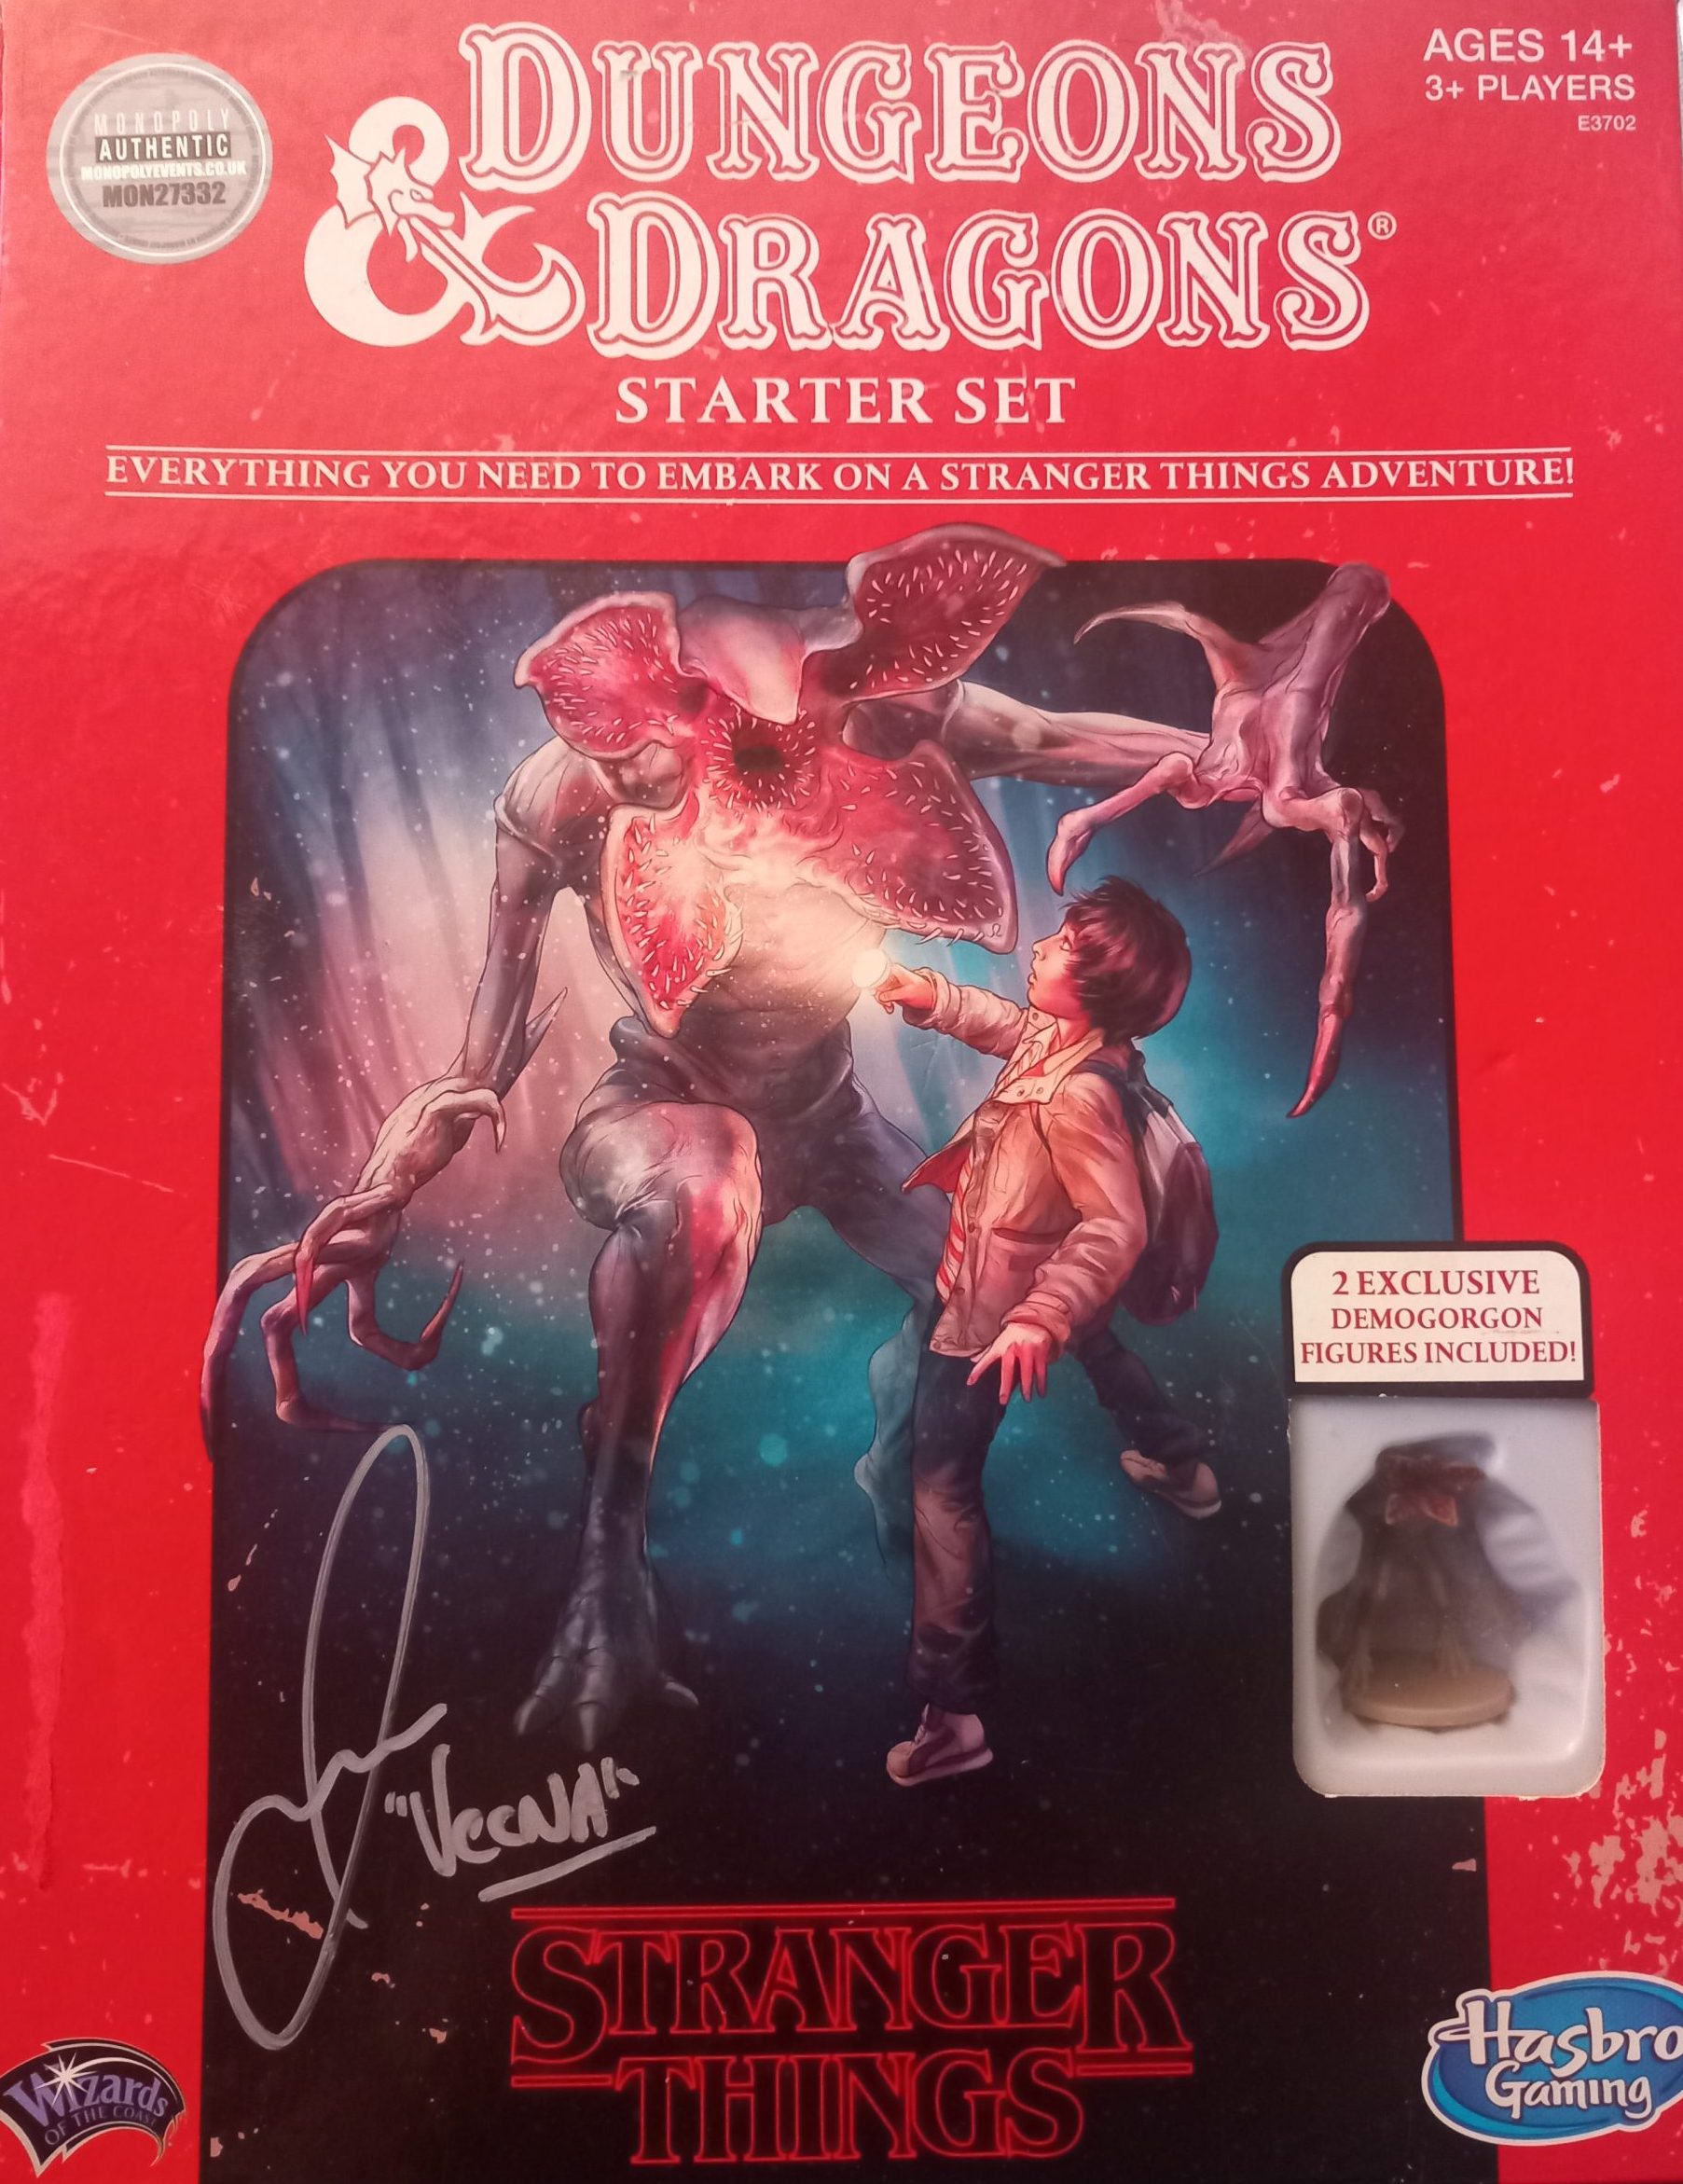 DUNGEONS
& DRAGONS®
STARTER SET
EVERYTHING YOU NEED TO EMBARK ON A STRANGER THINGS ADVENTURE!
AGES 14+
3+ PLAYERS
E3702
MONOPOLY
AUTHENTIC
MONOPOLYEVENTS.CO.UK
MON27332
2 EXCLUSIVE
DEMOGORGON
FIGURES INCLUDED!
"VECNA"
STRANGER
THINGS
Wizards
OF THE COAST
Hasbro
Gaming